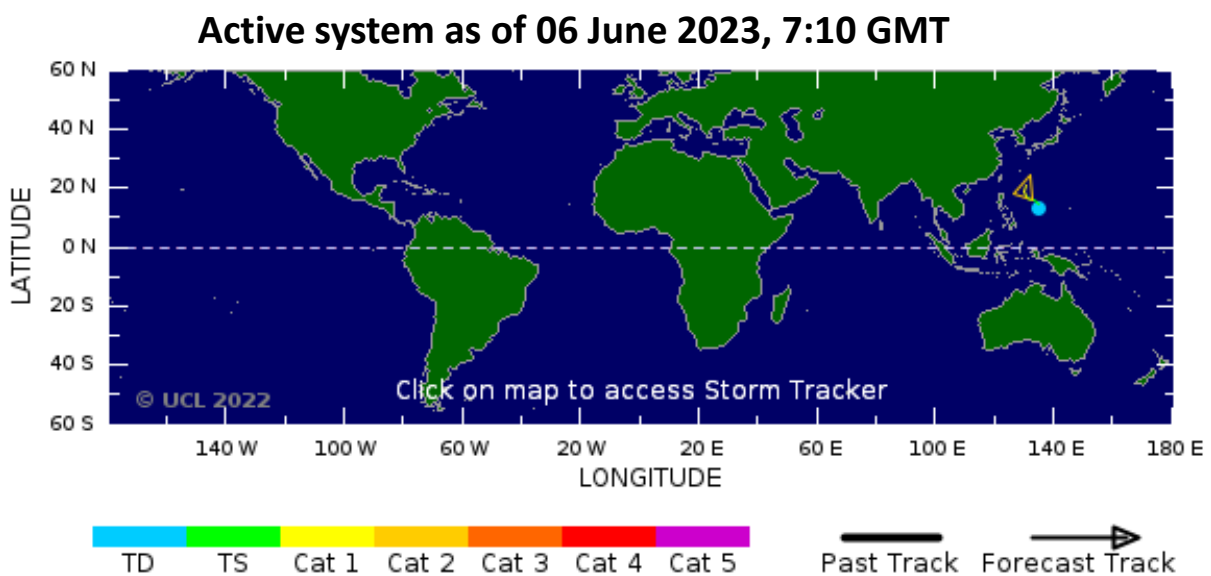 Active system as of 06 June 2023, 7:10 GMT
60 N
40 N
20 N
0 N
20 S
40 S
60 S
LATITUDE
Click on map to access Storm Tracker
© UCL 2022
140 W 100 W 60 W 20 W 20 E 60 E 100 E 140 E 180 E
LONGITUDE
TD TS Cat 1 Cat 2 Cat 3 Cat 4 Cat 5 Past Track Forecast Track